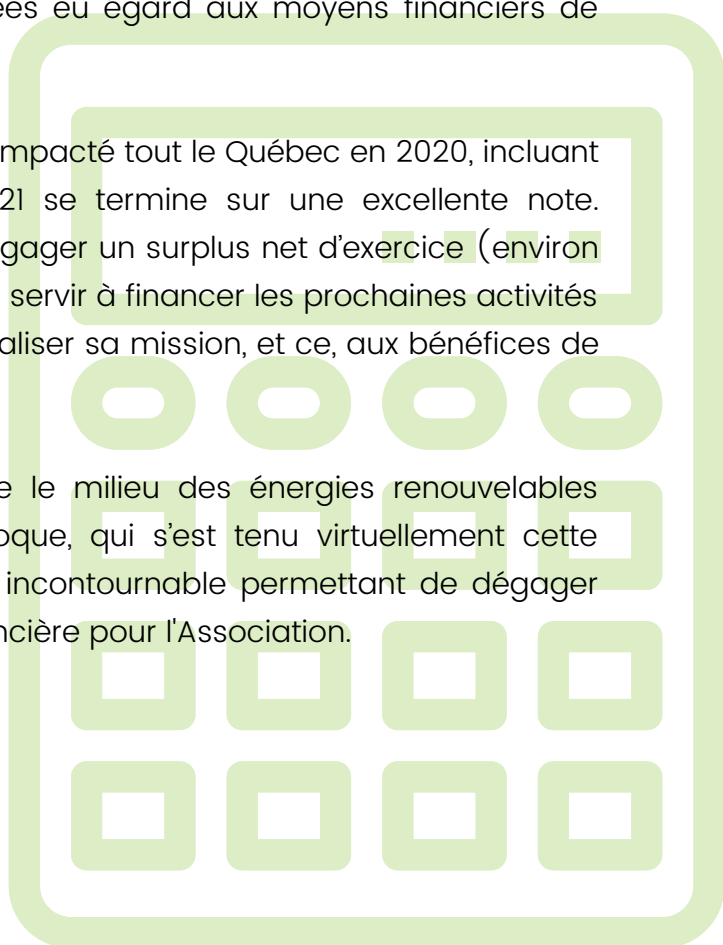 ées eu égard aux moyens financiers de
impacté tout le Québec en 2020, incluant
21 se termine sur une excellente note.
gager un surplus net d'exercice (environ
servir à financer les prochaines activités
aliser sa mission, et ce, aux bénéfices de
e le milieu des énergies renouvelables
oque, qui s'est tenu virtuellement cette
incontournable permettant de dégager
ncière pour l'Association.